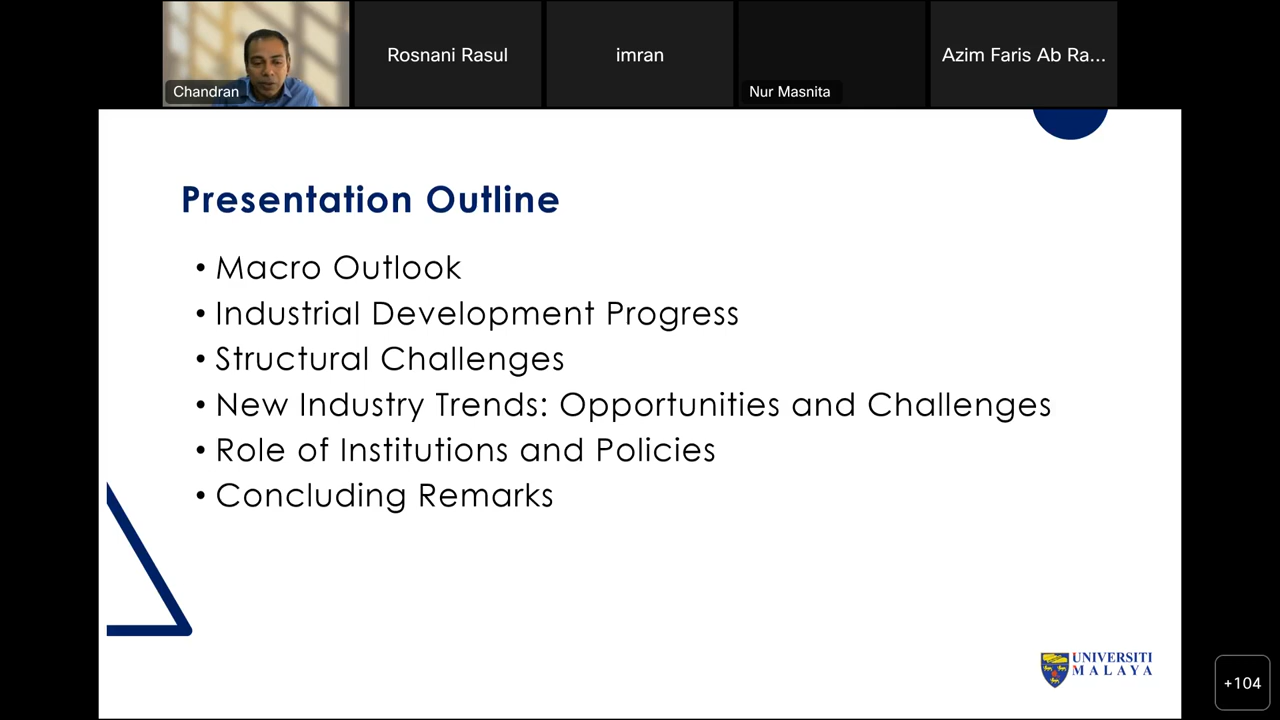 Chandran
Rosnani Rasul
imran
Nur Masnita
Azim Faris Ab Ra...
Presentation Outline
• Macro Outlook
• Industrial Development Progress
• Structural Challenges
• New Industry Trends: Opportunities and Challenges
• Role of Institutions and Policies
• Concluding Remarks
UNIVERSITI
MALAYA
+104